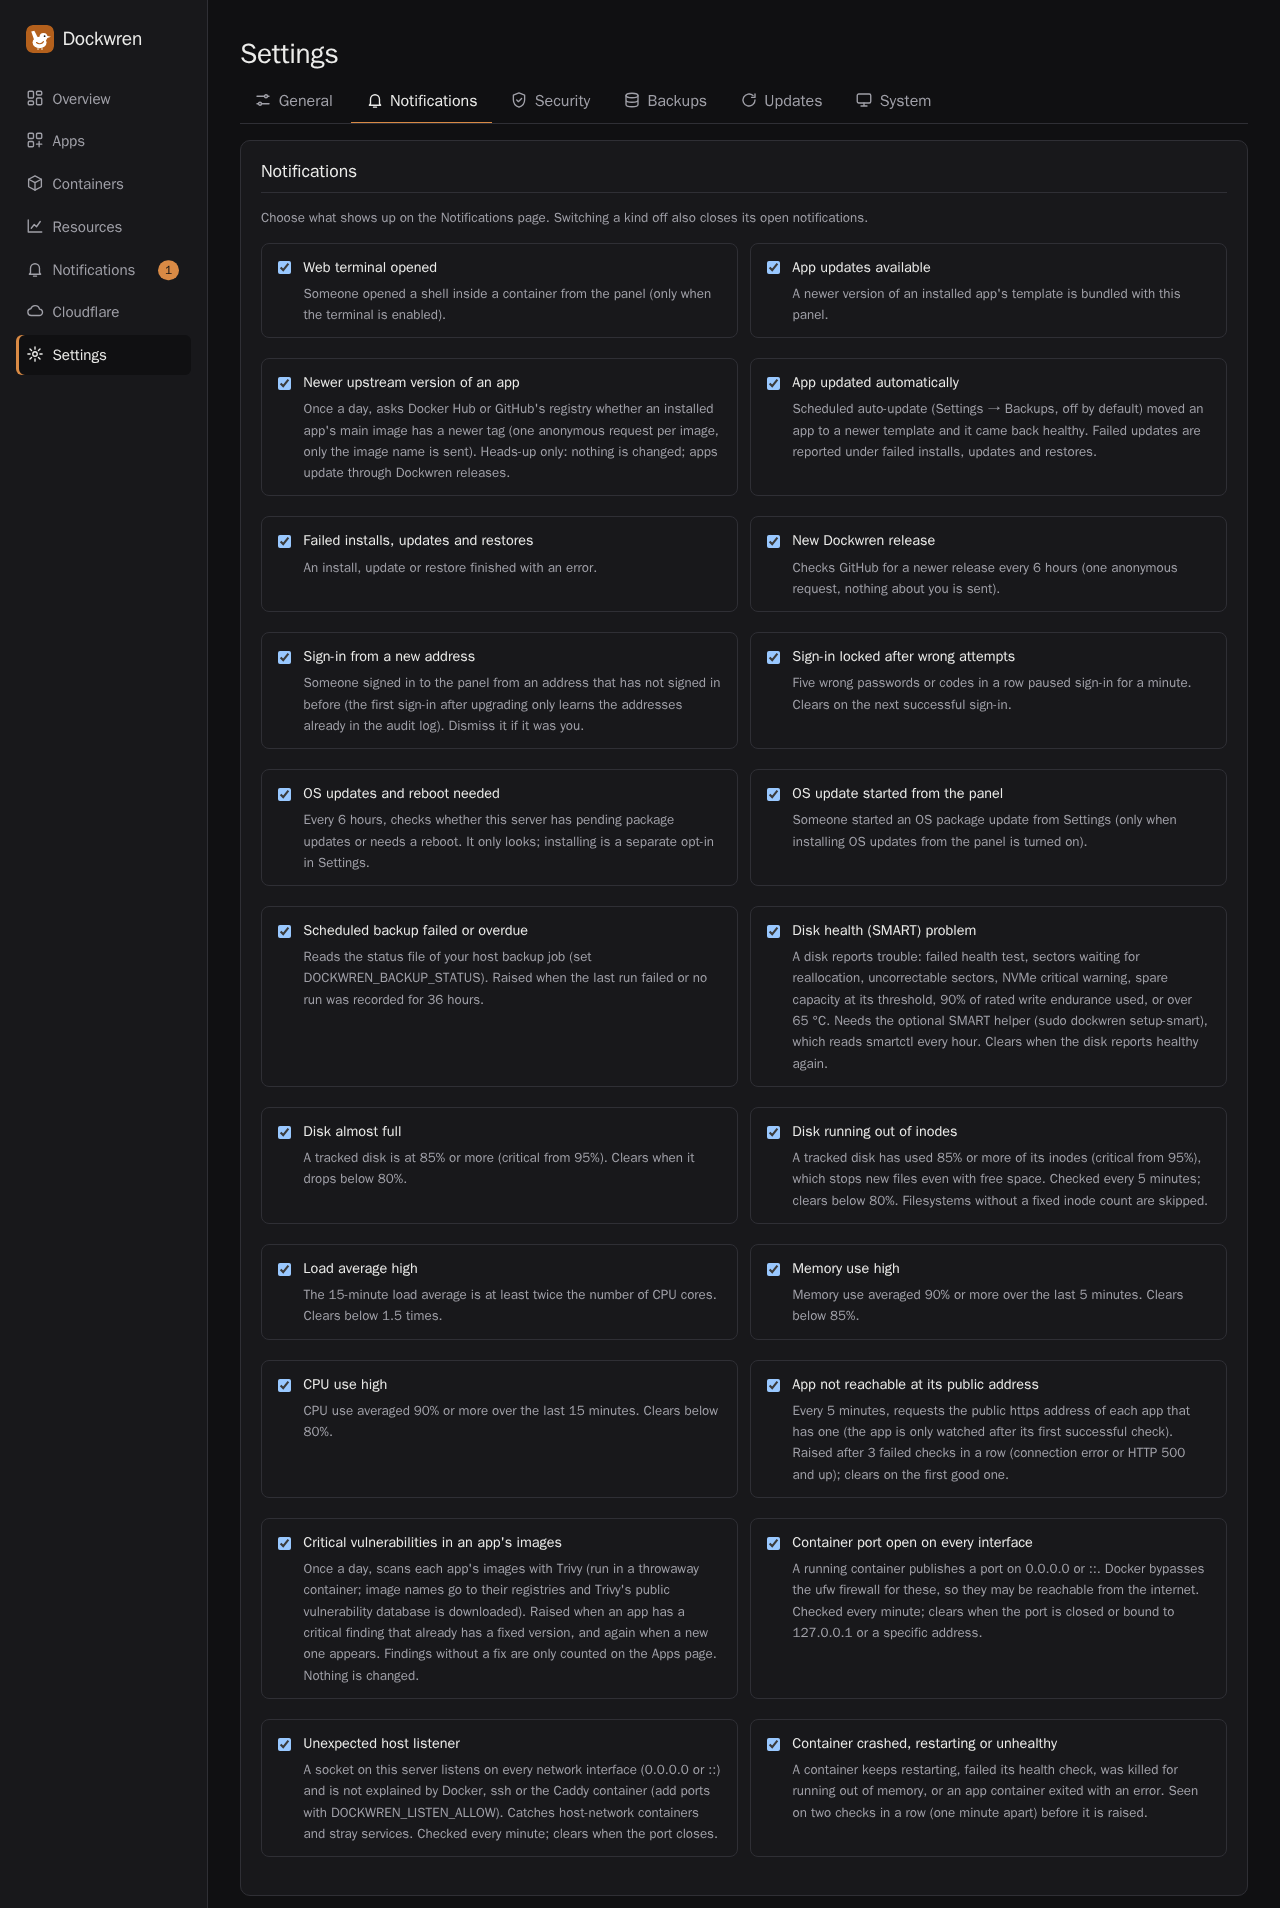 Dockwren
Overview
Apps
Containers
Resources
Notifications 1
Cloudflare
Settings
Settings
General Notifications Security Backups Updates System
Notifications
Choose what shows up on the Notifications page. Switching a kind off also closes its open notifications.
Web terminal opened
Someone opened a shell inside a container from the panel (only when
the terminal is enabled).
App updates available
A newer version of an installed app's template is bundled with this
panel.
Newer upstream version of an app
Once a day, asks Docker Hub or GitHub's registry whether an installed
app's main image has a newer tag (one anonymous request per image,
only the image name is sent). Heads-up only: nothing is changed; apps
update through Dockwren releases.
App updated automatically
Scheduled auto-update (Settings → Backups, off by default) moved an
app to a newer template and it came back healthy. Failed updates are
reported under failed installs, updates and restores.
Failed installs, updates and restores
An install, update or restore finished with an error.
New Dockwren release
Checks GitHub for a newer release every 6 hours (one anonymous
request, nothing about you is sent).
Sign-in from a new address
Someone signed in to the panel from an address that has not signed in
before (the first sign-in after upgrading only learns the addresses
already in the audit log). Dismiss it if it was you.
Sign-in locked after wrong attempts
Five wrong passwords or codes in a row paused sign-in for a minute.
Clears on the next successful sign-in.
OS updates and reboot needed
Every 6 hours, checks whether this server has pending package
updates or needs a reboot. It only looks; installing is a separate opt-in
in Settings.
OS update started from the panel
Someone started an OS package update from Settings (only when
installing OS updates from the panel is turned on).
Scheduled backup failed or overdue
Reads the status file of your host backup job (set
DOCKWREN_BACKUP_STATUS). Raised when the last run failed or no
run was recorded for 36 hours.
Disk health (SMART) problem
A disk reports trouble: failed health test, sectors waiting for
reallocation, uncorrectable sectors, NVMe critical warning, spare
capacity at its threshold, 90% of rated write endurance used, or over
65 °C. Needs the optional SMART helper (sudo dockwren setup-smart),
which reads smartctl every hour. Clears when the disk reports healthy
again.
Disk almost full
A tracked disk is at 85% or more (critical from 95%). Clears when it
drops below 80%.
Disk running out of inodes
A tracked disk has used 85% or more of its inodes (critical from 95%),
which stops new files even with free space. Checked every 5 minutes;
clears below 80%. Filesystems without a fixed inode count are skipped.
Load average high
The 15-minute load average is at least twice the number of CPU cores.
Clears below 1.5 times.
Memory use high
Memory use averaged 90% or more over the last 5 minutes. Clears
below 85%.
CPU use high
CPU use averaged 90% or more over the last 15 minutes. Clears below
80%.
App not reachable at its public address
Every 5 minutes, requests the public https address of each app that
has one (the app is only watched after its first successful check).
Raised after 3 failed checks in a row (connection error or HTTP 500
and up); clears on the first good one.
Critical vulnerabilities in an app's images
Once a day, scans each app's images with Trivy (run in a throwaway
container; image names go to their registries and Trivy's public
vulnerability database is downloaded). Raised when an app has a
critical finding that already has a fixed version, and again when a new
one appears. Findings without a fix are only counted on the Apps page.
Nothing is changed.
Container port open on every interface
A running container publishes a port on 0.0.0.0 or ::. Docker bypasses
the ufw firewall for these, so they may be reachable from the internet.
Checked every minute; clears when the port is closed or bound to
127.0.0.1 or a specific address.
Unexpected host listener
A socket on this server listens on every network interface (0.0.0.0 or ::)
and is not explained by Docker, ssh or the Caddy container (add ports
with DOCKWREN_LISTEN_ALLOW). Catches host-network containers
and stray services. Checked every minute; clears when the port closes.
Container crashed, restarting or unhealthy
A container keeps restarting, failed its health check, was killed for
running out of memory, or an app container exited with an error. Seen
on two checks in a row (one minute apart) before it is raised.